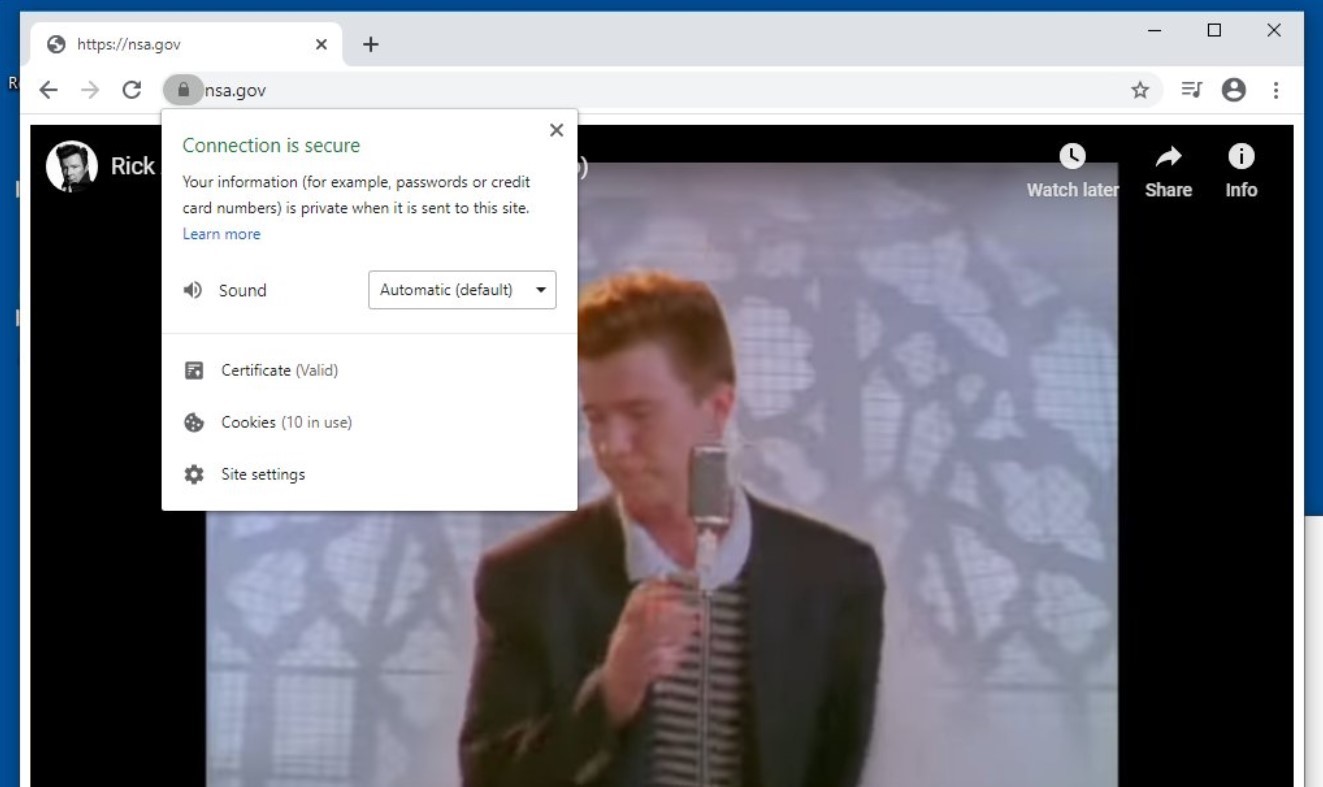 https://nsa.gov
nsa.gov
Connection is secure
Your information (for example, passwords or credit
card numbers) is private when it is sent to this site.
Learn more
Sound
Automatic (default)
Certificate (Valid)
Cookies (10 in use)
Site settings
Rick
)
Watch later
Share
Info
R